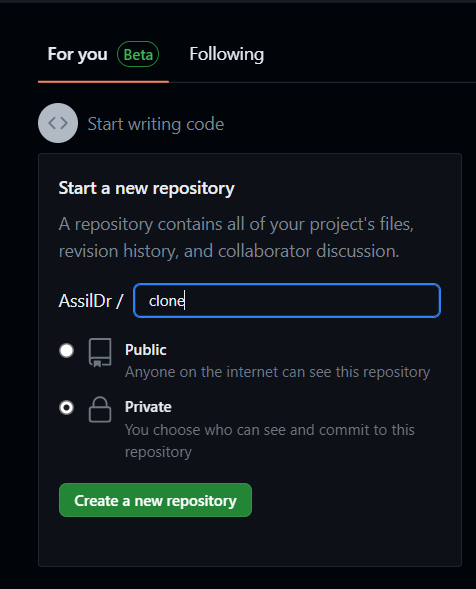 For you Beta Following
Start writing code
Start a new repository
A repository contains all of your project's files,
revision history, and collaborator discussion.
AssilDr / clone
Public
Anyone on the internet can see this repository
Private
You choose who can see and commit to this
repository
Create a new repository